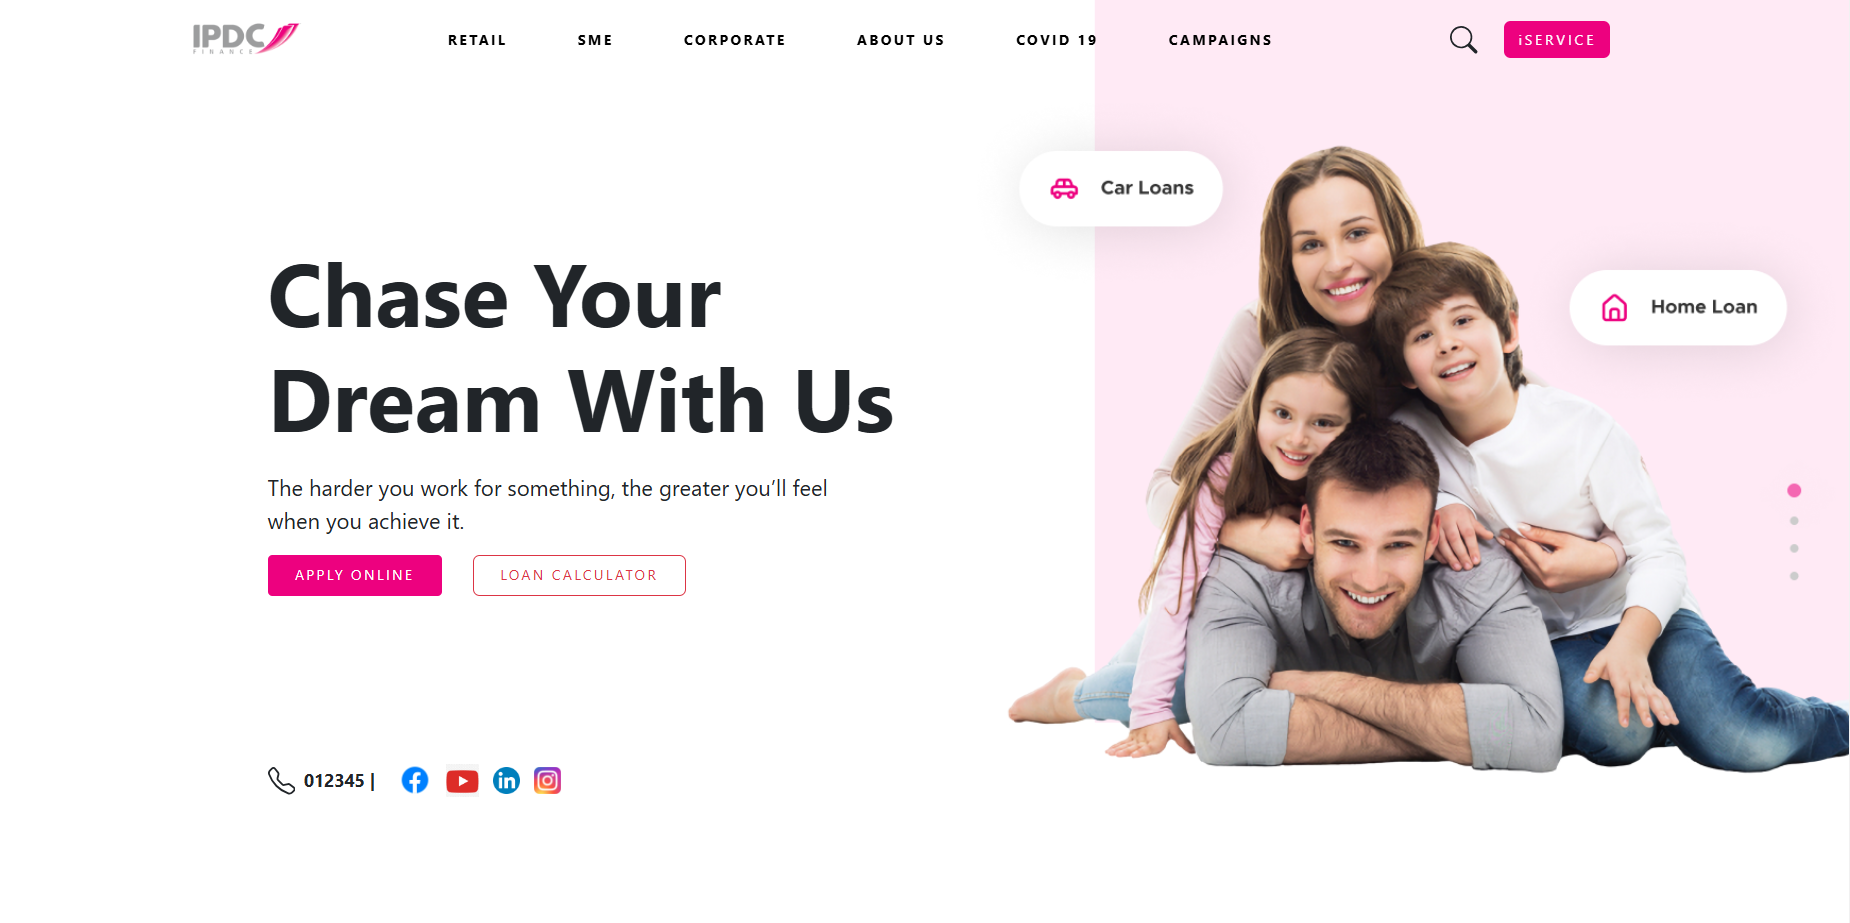 IPDC
FINANCE
RETAIL
SME
CORPORATE
ABOUT US
COVID 19
CAMPAIGNS
iSERVICE
Car Loans
Home Loan
Chase Your
Dream With Us
The harder you work for something, the greater you’ll feel
when you achieve it.
APPLY ONLINE
LOAN CALCULATOR
012345 |